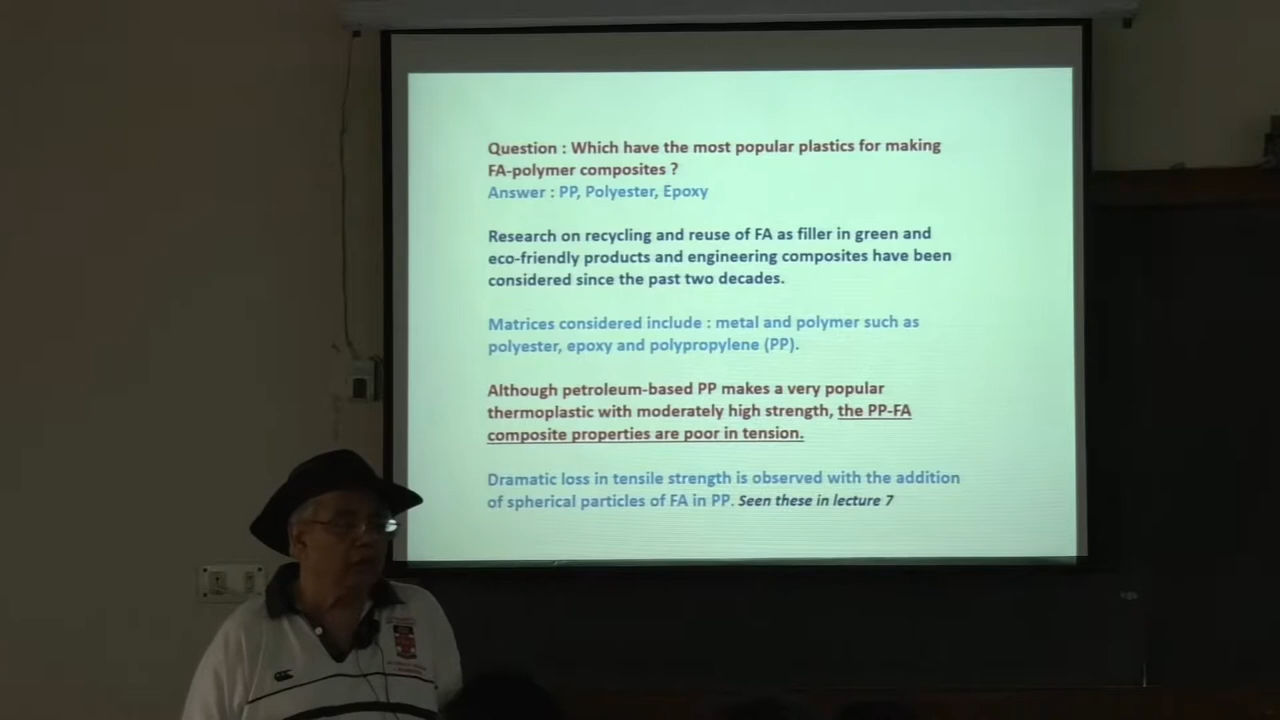 Question : Which have the most popular plastics for making
FA-polymer composites ?
Answer : PP, Polyester, Epoxy
Research on recycling and reuse of FA as filler in green and
eco-friendly products and engineering composites have been
considered since the past two decades.
Matrices considered include : metal and polymer such as
polyester, epoxy and polypropylene (PP).
Although petroleum-based PP makes a very popular
thermoplastic with moderately high strength, the PP-FA
composite properties are poor in tension.
Dramatic loss in tensile strength is observed with the addition
of spherical particles of FA in PP. Seen these in lecture 7